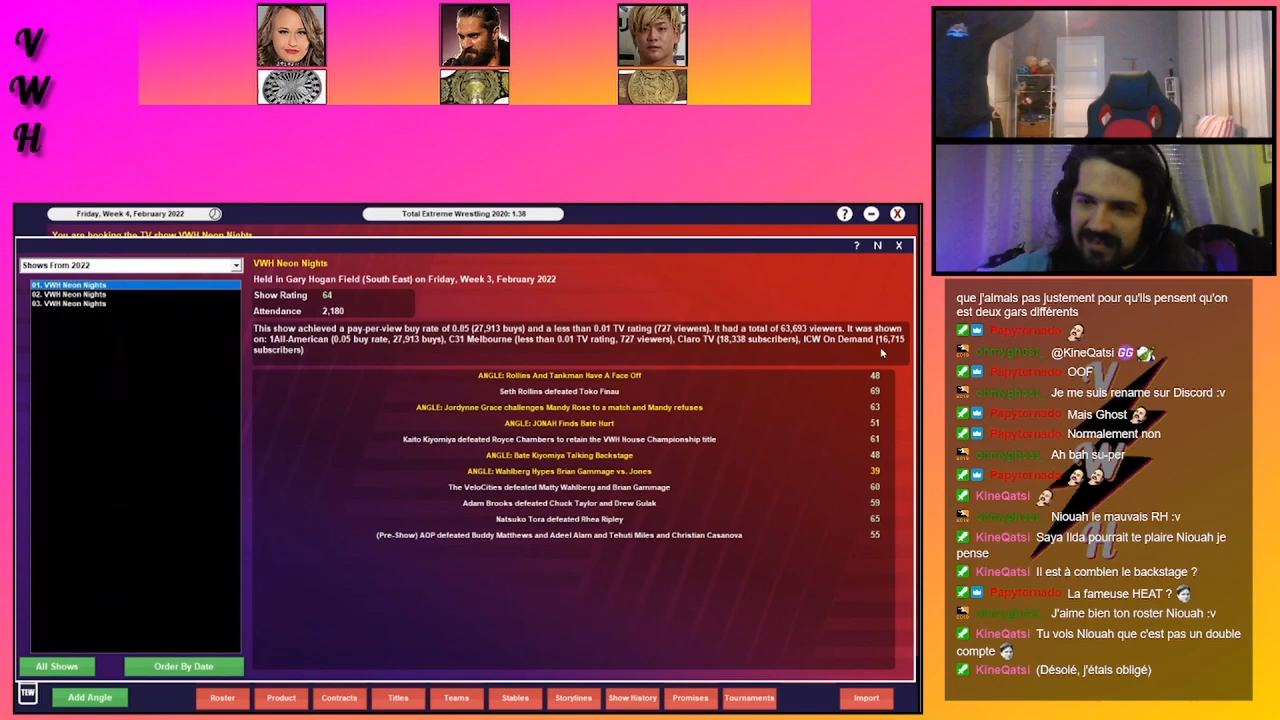 V
W
H
Friday, Week 4, February 2022
Total Extreme Wrestling 2020: 1.38
?
X
You are booking the TV show VWH Neon Nights
? N X
Shows From 2022
01. VWH Neon Nights
02. VWH Neon Nights
03. VWH Neon Nights
All Shows
Order By Date
VWH Neon Nights
Held in Gary Hogan Field (South East) on Friday, Week 3, February 2022
Show Rating 64
Attendance 2,180
This show achieved a pay-per-view buy rate of 0.05 (27,913 buys) and a less than 0.01 TV rating (727 viewers). It had a total of 63,693 viewers. It was shown
on: 1All-American (0.05 buy rate, 27,913 buys), C31 Melbourne (less than 0.01 TV rating, 727 viewers), Claro TV (18,338 subscribers), ICW On Demand (16,715
subscribers)
ANGLE: Rollins And Tankman Have A Face Off 48
Seth Rollins defeated Toko Finau 69
ANGLE: Jordynne Grace challenges Mandy Rose to a match and Mandy refuses 63
ANGLE: JONAH Finds Bate Hurt 51
Kaito Kiyomiya defeated Royce Chambers to retain the VWH House Championship title 61
ANGLE: Bate Kiyomiya Talking Backstage 48
ANGLE: Wahlberg Hypes Brian Gammage vs. Jones 39
The VeloCities defeated Matty Wahlberg and Brian Gammage 60
Adam Brooks defeated Chuck Taylor and Drew Gulak 59
Natsuko Tora defeated Rhea Ripley 65
(Pre-Show) AOP defeated Buddy Matthews and Adeel Alam and Tehuti Miles and Christian Casanova 55
TEW
Add Angle
Roster
Product
Contracts
Titles
Teams
Stables
Storylines
Show History
Promises
Tournaments
Import
que j'aimais pas justement pour qu'ils pensent qu'on
est deux gars différents
Papytornado
ohmyghost_ @KineQatsi GG
Papytornado OOF
ohmyghost_ Je me suis rename sur Discord :v
Papytornado Mais Ghost
Papytornado Normalement non
ohmyghost_ Ah bah su-per
Papytornado
KineQatsi
ohmyghost_ Niouah le mauvais RH :v
KineQatsi Saya Ilda pourrait te plaire Niouah je
pense
KineQatsi Il est à combien le backstage ?
Papytornado La fameuse HEAT ?
ohmyghost_ J'aime bien ton roster Niouah :v
KineQatsi Tu vois Niouah que c'est pas un double
compte
KineQatsi (Désolé, j'étais obligé)
V
W
H